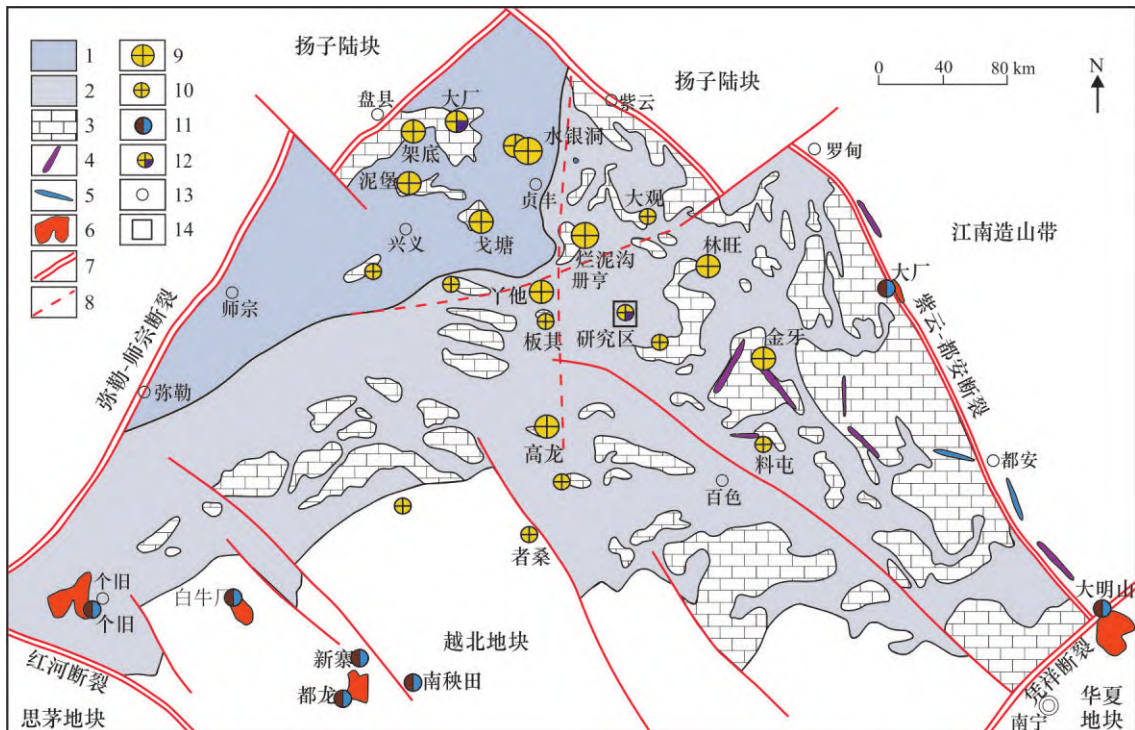 1
2
3
4
5
6
7
8
9
10
11
12
13
14
扬子陆块
扬子陆块
0 40 80 km
N
盘县
大厂
紫云
架底
水银洞
罗甸
泥堡
贞丰
大观
江南造山带
兴义
戈塘
烂泥沟
册亨
林旺
大厂
师宗
丫他
板其
研究区
金牙
弥勒-师宗断裂
紫云-都安断裂
弥勒
高龙
料屯
都安
百色
者桑
个旧
个旧
白牛厂
大明山
越北地块
新寨
南秧田
都龙
红河断裂
思茅地块
凭祥断裂
南宁
华夏
地块